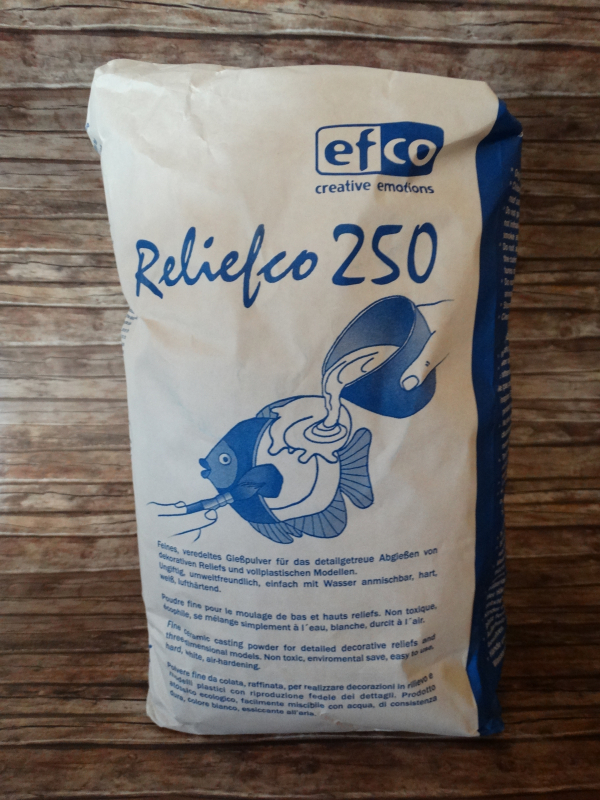 efco
creative emotions
Reliefco 250
Feines, veredeltes Gießpulver für das detailgetreue Abgießen von
dekorativen Reliefs und vollplastischen Modellen.
Ungiftig, umweltfreundlich, einfach mit Wasser anmischbar, hart,
weiß, lufthärtend.
Poudre fine pour le moulage de bas et hauts reliefs. Non toxique,
écophile, se mélange simplement à l´eau, blanche, durcit à l´air.
Fine ceramic casting powder for detailed decorative reliefs and
three-dimensional models. Non toxic, enviromental save, easy to use,
hard, white, air-hardening.
Polvere fine da colata, raffinata, per realizzare decorazioni in rilievo e
modelli plastici con riproduzione fedele dei dettagli. Prodotto
atossico ecologico, facilmente miscibile con acqua, di consistenza
dura, colore bianco, essiccante all'aria.